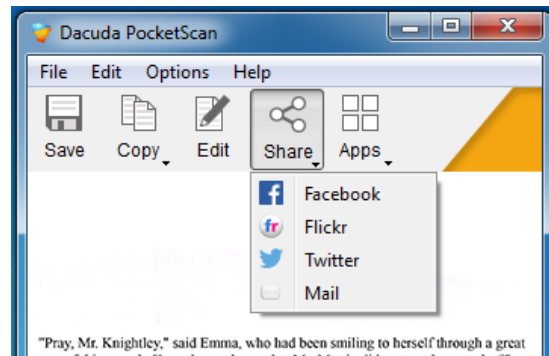 Dacuda PocketScan
File Edit Options Help
Save Copy Edit Share Apps
Facebook
Flickr
Twitter
Mail
"Pray, Mr. Knightley," said Emma, who had been smiling to herself through a great